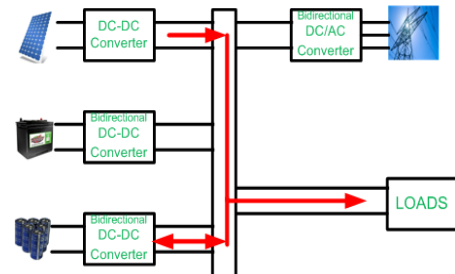 DC-DC
Converter
Bidirectional
DC/AC
Converter
Bidirectional
DC-DC
Converter
Bidirectional
DC-DC
Converter
LOADS